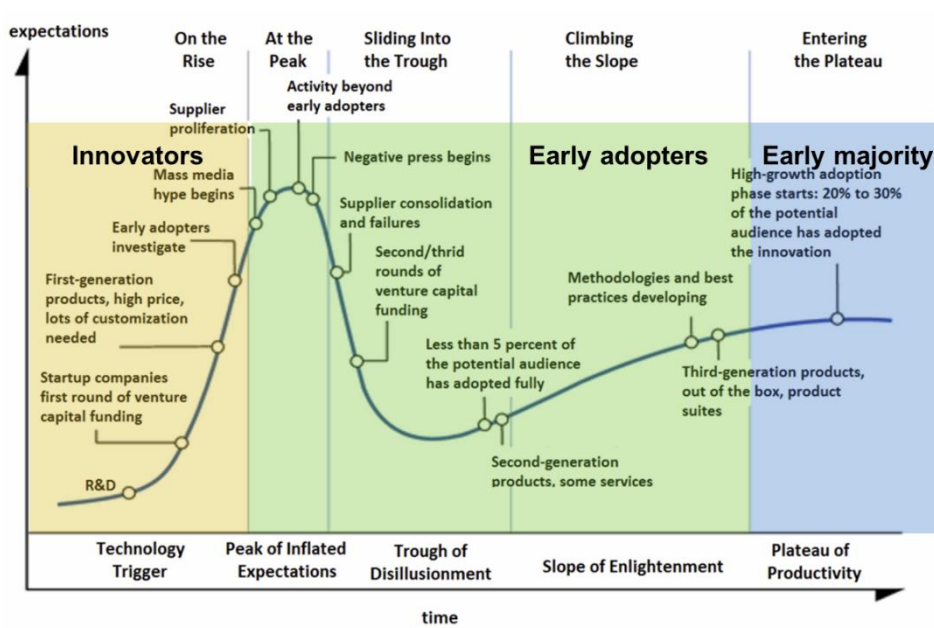 expectations
On the
Rise
At the
Peak
Sliding Into
the Trough
Climbing
the Slope
Entering
the Plateau
Activity beyond
early adopters
Supplier
proliferation
Innovators
Early adopters
Early majority
Mass media
hype begins
Negative press begins
High-growth adoption
phase starts: 20% to 30%
of the potential
audience has adopted
the innovation
Supplier consolidation
and failures
Early adopters
investigate
Second/thrid
rounds of
venture capital
funding
First-generation
products, high price,
lots of customization
needed
Methodologies and best
practices developing
Less than 5 percent of
the potential audience
has adopted fully
Startup companies
first round of venture
capital funding
Third-generation products,
out of the box, product
suites
Second-generation
products, some services
R&D
Technology
Trigger
Peak of Inflated
Expectations
Trough of
Disillusionment
Slope of Enlightenment
Plateau of
Productivity
time